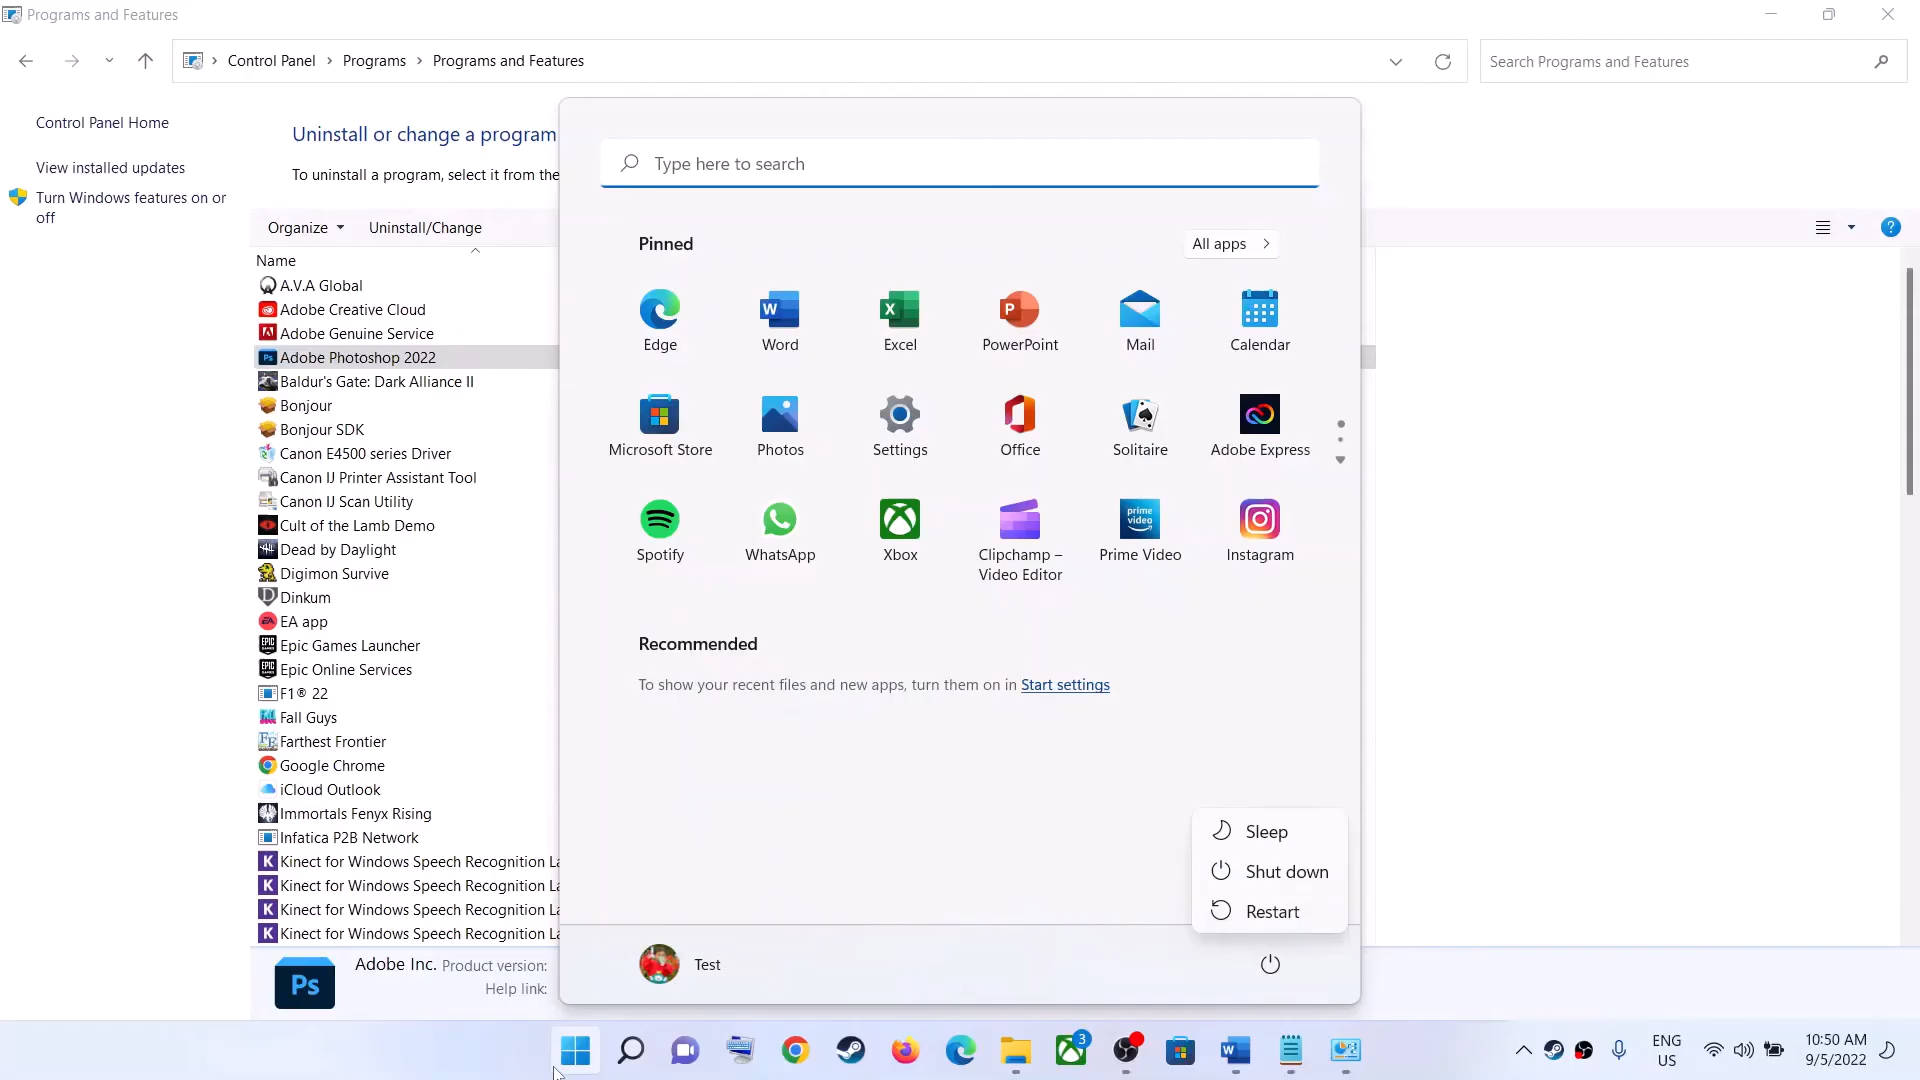 Programs and Features
Control Panel › Programs › Programs and Features
Search Programs and Features
Control Panel Home
View installed updates
Turn Windows features on or
off
Uninstall or change a program
To uninstall a program, select it from the
Organize
Uninstall/Change
Name
A.V.A Global
Adobe Creative Cloud
Adobe Genuine Service
Adobe Photoshop 2022
Baldur's Gate: Dark Alliance II
Bonjour
Bonjour SDK
Canon E4500 series Driver
Canon IJ Printer Assistant Tool
Canon IJ Scan Utility
Cult of the Lamb Demo
Dead by Daylight
Digimon Survive
Dinkum
EA app
Epic Games Launcher
Epic Online Services
F1® 22
Fall Guys
Farthest Frontier
Google Chrome
iCloud Outlook
Immortals Fenyx Rising
Infatica P2B Network
Kinect for Windows Speech Recognition La
Kinect for Windows Speech Recognition La
Kinect for Windows Speech Recognition La
Kinect for Windows Speech Recognition La
Ps
Adobe Inc. Product version:
Help link:
Type here to search
Pinned
All apps
Edge
Word
Excel
PowerPoint
Mail
Calendar
Microsoft Store
Photos
Settings
Office
Solitaire
Adobe Express
Spotify
WhatsApp
Xbox
Clipchamp –
Video Editor
prime
video
Prime Video
Instagram
Recommended
To show your recent files and new apps, turn them on in Start settings
Sleep
Shut down
Restart
Test
3
ENG
US
10:50 AM
9/5/2022